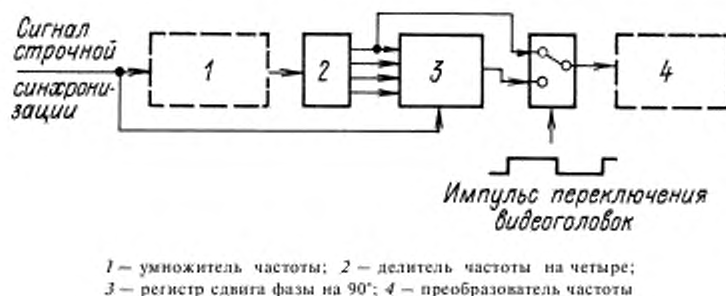 Сигнал
строчной
синхрони-
зации
1
2
3
4
Импульс переключения
видеоголовок
1 — умножитель частоты; 2 — делитель частоты на четыре;
3 — регистр сдвига фазы на 90°; 4 — преобразователь частоты